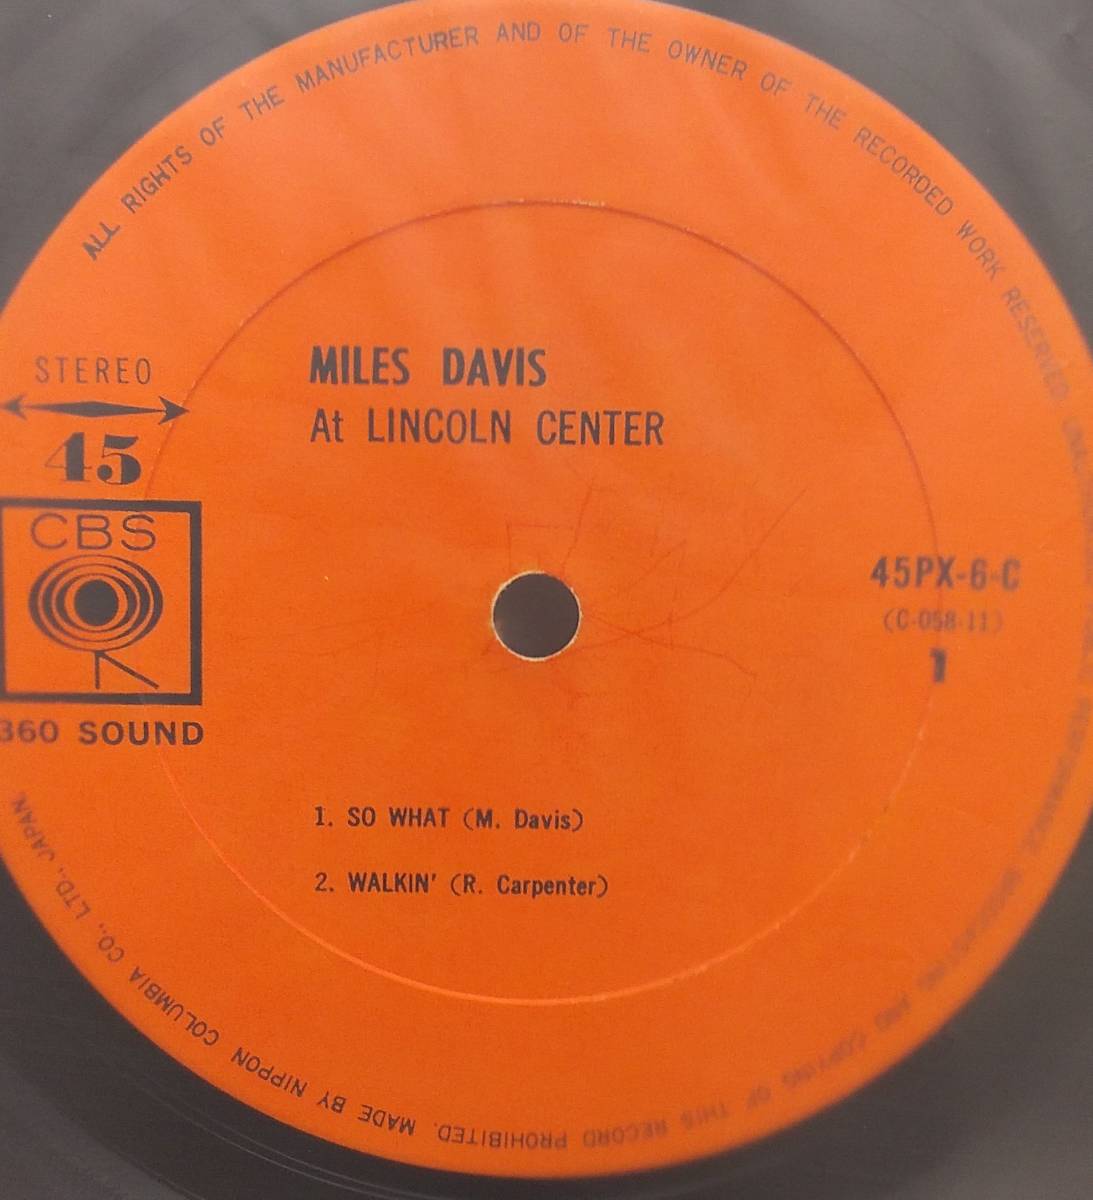 ALL RIGHTS OF THE MANUFACTURER AND OF THE OWNER OF THE RECORDED WORK RESERVED
COPYING OF THIS RECORD PROHIBITED. MADE BY NIPPON COLUMBIA CO., LTD., JAPAN.
STEREO
45
CBS
360 SOUND
MILES DAVIS
At LINCOLN CENTER
45PX-6-C
(C-058-11)
1
1. SO WHAT (M. Davis)
2. WALKIN' (R. Carpenter)